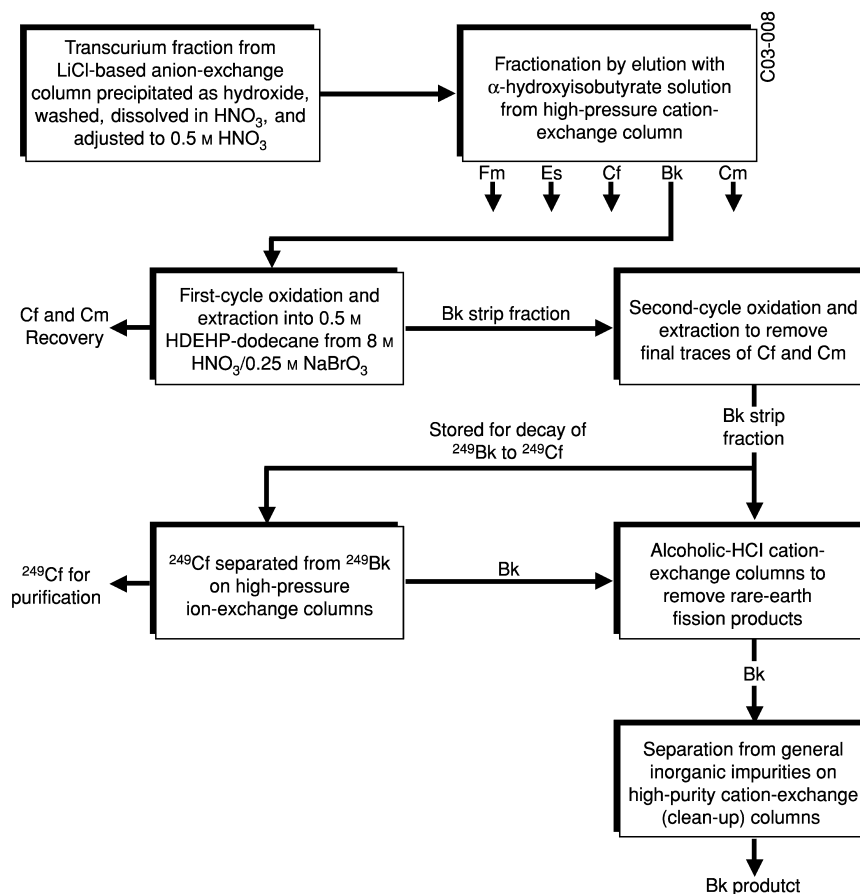 Transcurium fraction from
LiCl-based anion-exchange
column precipitated as hydroxide,
washed, dissolved in HNO₃, and
adjusted to 0.5 M HNO₃
Fractionation by elution with
α-hydroxyisobutyrate solution
from high-pressure cation-
exchange column
C03-008
Fm Es Cf Bk Cm
Cf and Cm
Recovery
First-cycle oxidation and
extraction into 0.5 M
HDEHP-dodecane from 8 M
HNO₃/0.25 M NaBrO₃
Bk strip fraction
Second-cycle oxidation and
extraction to remove
final traces of Cf and Cm
Bk strip
fraction
Stored for decay of
²⁴⁹Bk to ²⁴⁹Cf
²⁴⁹Cf for
purification
²⁴⁹Cf separated from ²⁴⁹Bk
on high-pressure
ion-exchange columns
Bk
Alcoholic-HCl cation-
exchange columns to
remove rare-earth
fission products
Bk
Separation from general
inorganic impurities on
high-purity cation-exchange
(clean-up) columns
Bk produtct